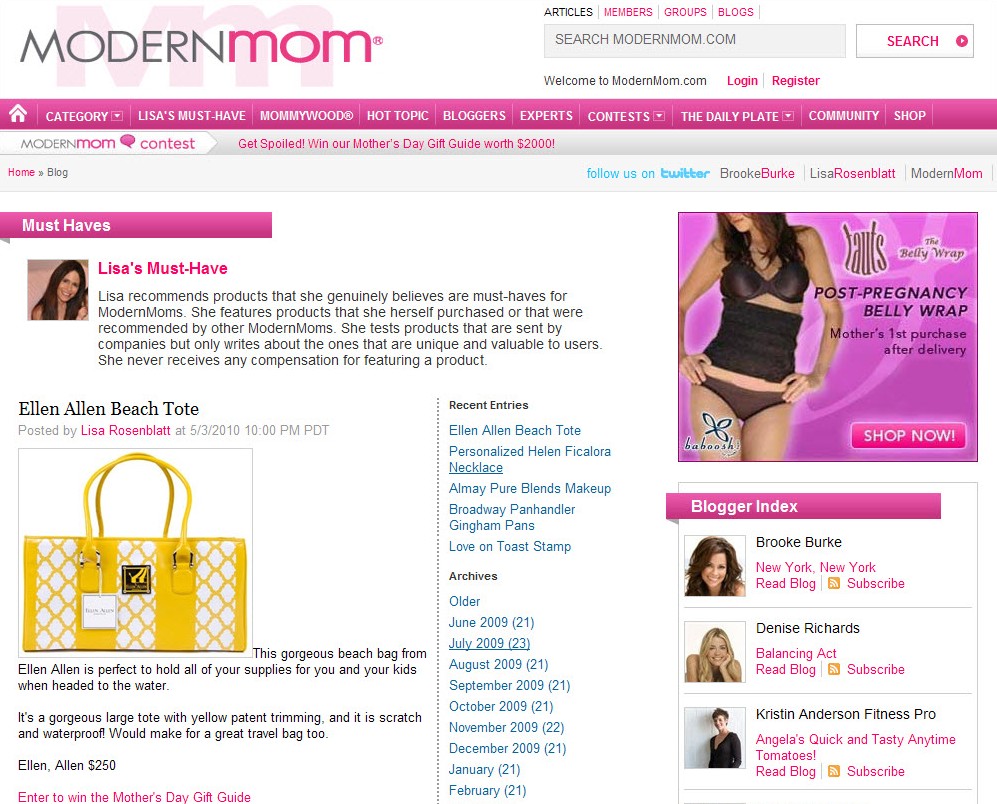 MODERNmom®
ARTICLES MEMBERS GROUPS BLOGS
SEARCH MODERNMOM.COM
SEARCH
Welcome to ModernMom.com Login Register
CATEGORY LISA'S MUST-HAVE MOMMYWOOD® HOT TOPIC BLOGGERS EXPERTS CONTESTS THE DAILY PLATE COMMUNITY SHOP
MODERNmom contest Get Spoiled! Win our Mother's Day Gift Guide worth $2000!
Home » Blog
follow us on twitter BrookeBurke LisaRosenblatt ModernMom
Must Haves
Lisa's Must-Have
Lisa recommends products that she genuinely believes are must-haves for
ModernMoms. She features products that she herself purchased or that were
recommended by other ModernMoms. She tests products that are sent by
companies but only writes about the ones that are unique and valuable to users.
She never receives any compensation for featuring a product.
Ellen Allen Beach Tote
Posted by Lisa Rosenblatt at 5/3/2010 10:00 PM PDT
ELLEN ALLEN
This gorgeous beach bag from
Ellen Allen is perfect to hold all of your supplies for you and your kids
when headed to the water.
It's a gorgeous large tote with yellow patent trimming, and it is scratch
and waterproof! Would make for a great travel bag too.
Ellen, Allen $250
Enter to win the Mother's Day Gift Guide
Recent Entries
Ellen Allen Beach Tote
Personalized Helen Ficalora
Necklace
Almay Pure Blends Makeup
Broadway Panhandler
Gingham Pans
Love on Toast Stamp
Archives
Older
June 2009 (21)
July 2009 (23)
August 2009 (21)
September 2009 (21)
October 2009 (21)
November 2009 (22)
December 2009 (21)
January (21)
February (21)
tauts
The
Belly Wrap
POST-PREGNANCY
BELLY WRAP
Mother's 1st purchase
after delivery
baboosh
SHOP NOW!
Blogger Index
Brooke Burke
New York, New York
Read Blog Subscribe
Denise Richards
Balancing Act
Read Blog Subscribe
Kristin Anderson Fitness Pro
Angela's Quick and Tasty Anytime
Tomatoes!
Read Blog Subscribe